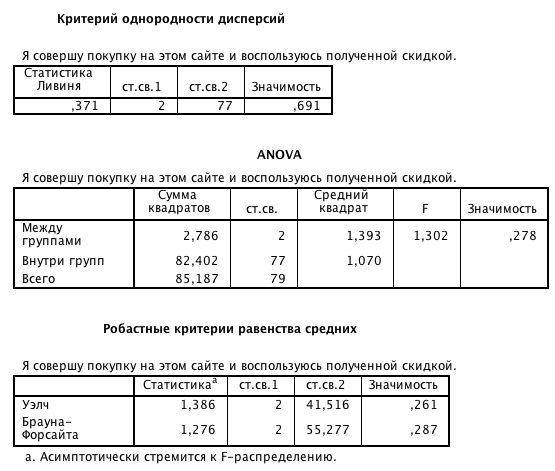 Критерий однородности дисперсий
Я совершу покупку на этом сайте и воспользуюсь полученной скидкой.
Статистика Ливиня ст.св.1 ст.св.2 Значимость
,371 2 77 ,691
ANOVA
Я совершу покупку на этом сайте и воспользуюсь полученной скидкой.
Сумма квадратов ст.св. Средний квадрат F Значимость
Между группами 2,786 2 1,393 1,302 ,278
Внутри групп 82,402 77 1,070
Всего 85,187 79
Робастные критерии равенства средних
Я совершу покупку на этом сайте и воспользуюсь полученной скидкой.
Статистикаa ст.св.1 ст.св.2 Значимость
Уэлч 1,386 2 41,516 ,261
Брауна-Форсайта 1,276 2 55,277 ,287
a. Асимптотически стремится к F-распределению.